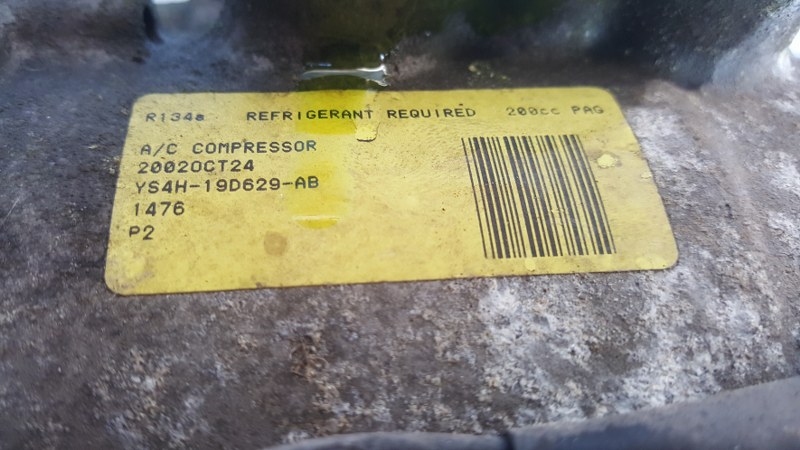 R134a REFRIGERANT REQUIRED 200cc PAG
A/C COMPRESSOR
2002OCT24
YS4H-19D629-AB
1476
P2